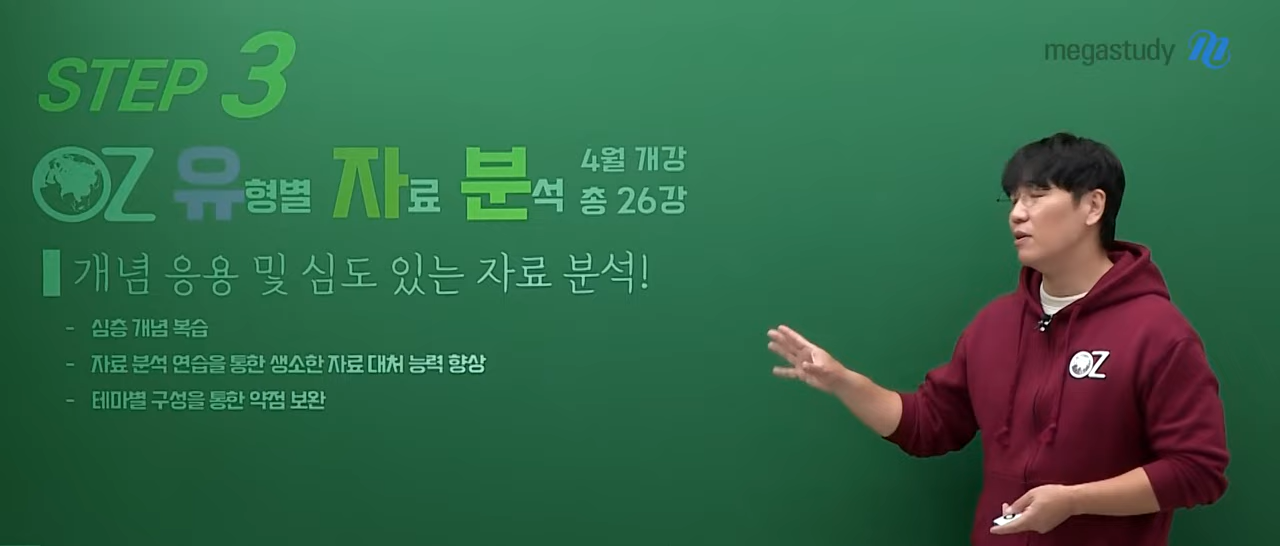 megastudy
STEP 3
OZ 유형별 자료 분석
4월 개강
총 26강
개념 응용 및 심도 있는 자료 분석!
- 심층 개념 복습
- 자료 분석 연습을 통한 생소한 자료 대처 능력 향상
- 테마별 구성을 통한 약점 보완
OZ